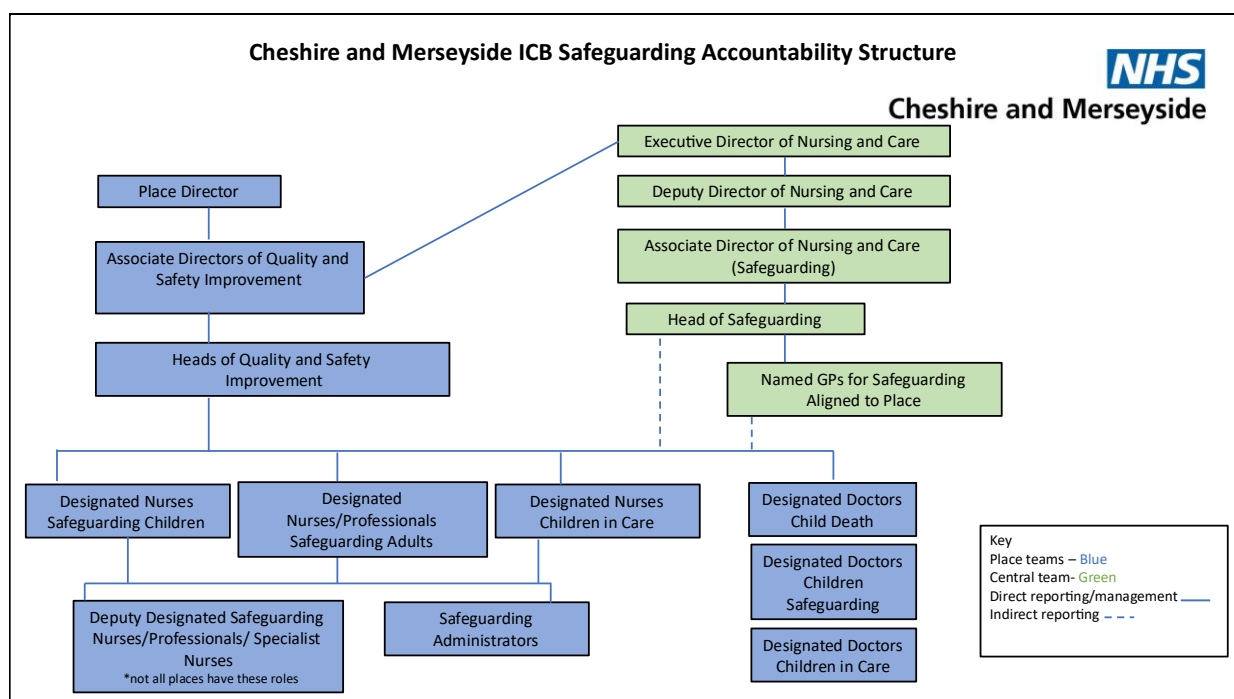 Cheshire and Merseyside ICB Safeguarding Accountability Structure
NHS
Cheshire and Merseyside
Executive Director of Nursing and Care
Place Director
Deputy Director of Nursing and Care
Associate Directors of Quality and
Safety Improvement
Associate Director of Nursing and Care
(Safeguarding)
Head of Safeguarding
Heads of Quality and Safety
Improvement
Named GPs for Safeguarding
Aligned to Place
Designated Nurses
Safeguarding Children
Designated
Nurses/Professionals
Safeguarding Adults
Designated Nurses
Children in Care
Designated Doctors
Child Death
Designated Doctors
Children
Safeguarding
Designated Doctors
Children in Care
Deputy Designated Safeguarding
Nurses/Professionals/ Specialist
Nurses
*not all places have these roles
Safeguarding
Administrators
Key
Place teams – Blue
Central team- Green
Direct reporting/management
Indirect reporting